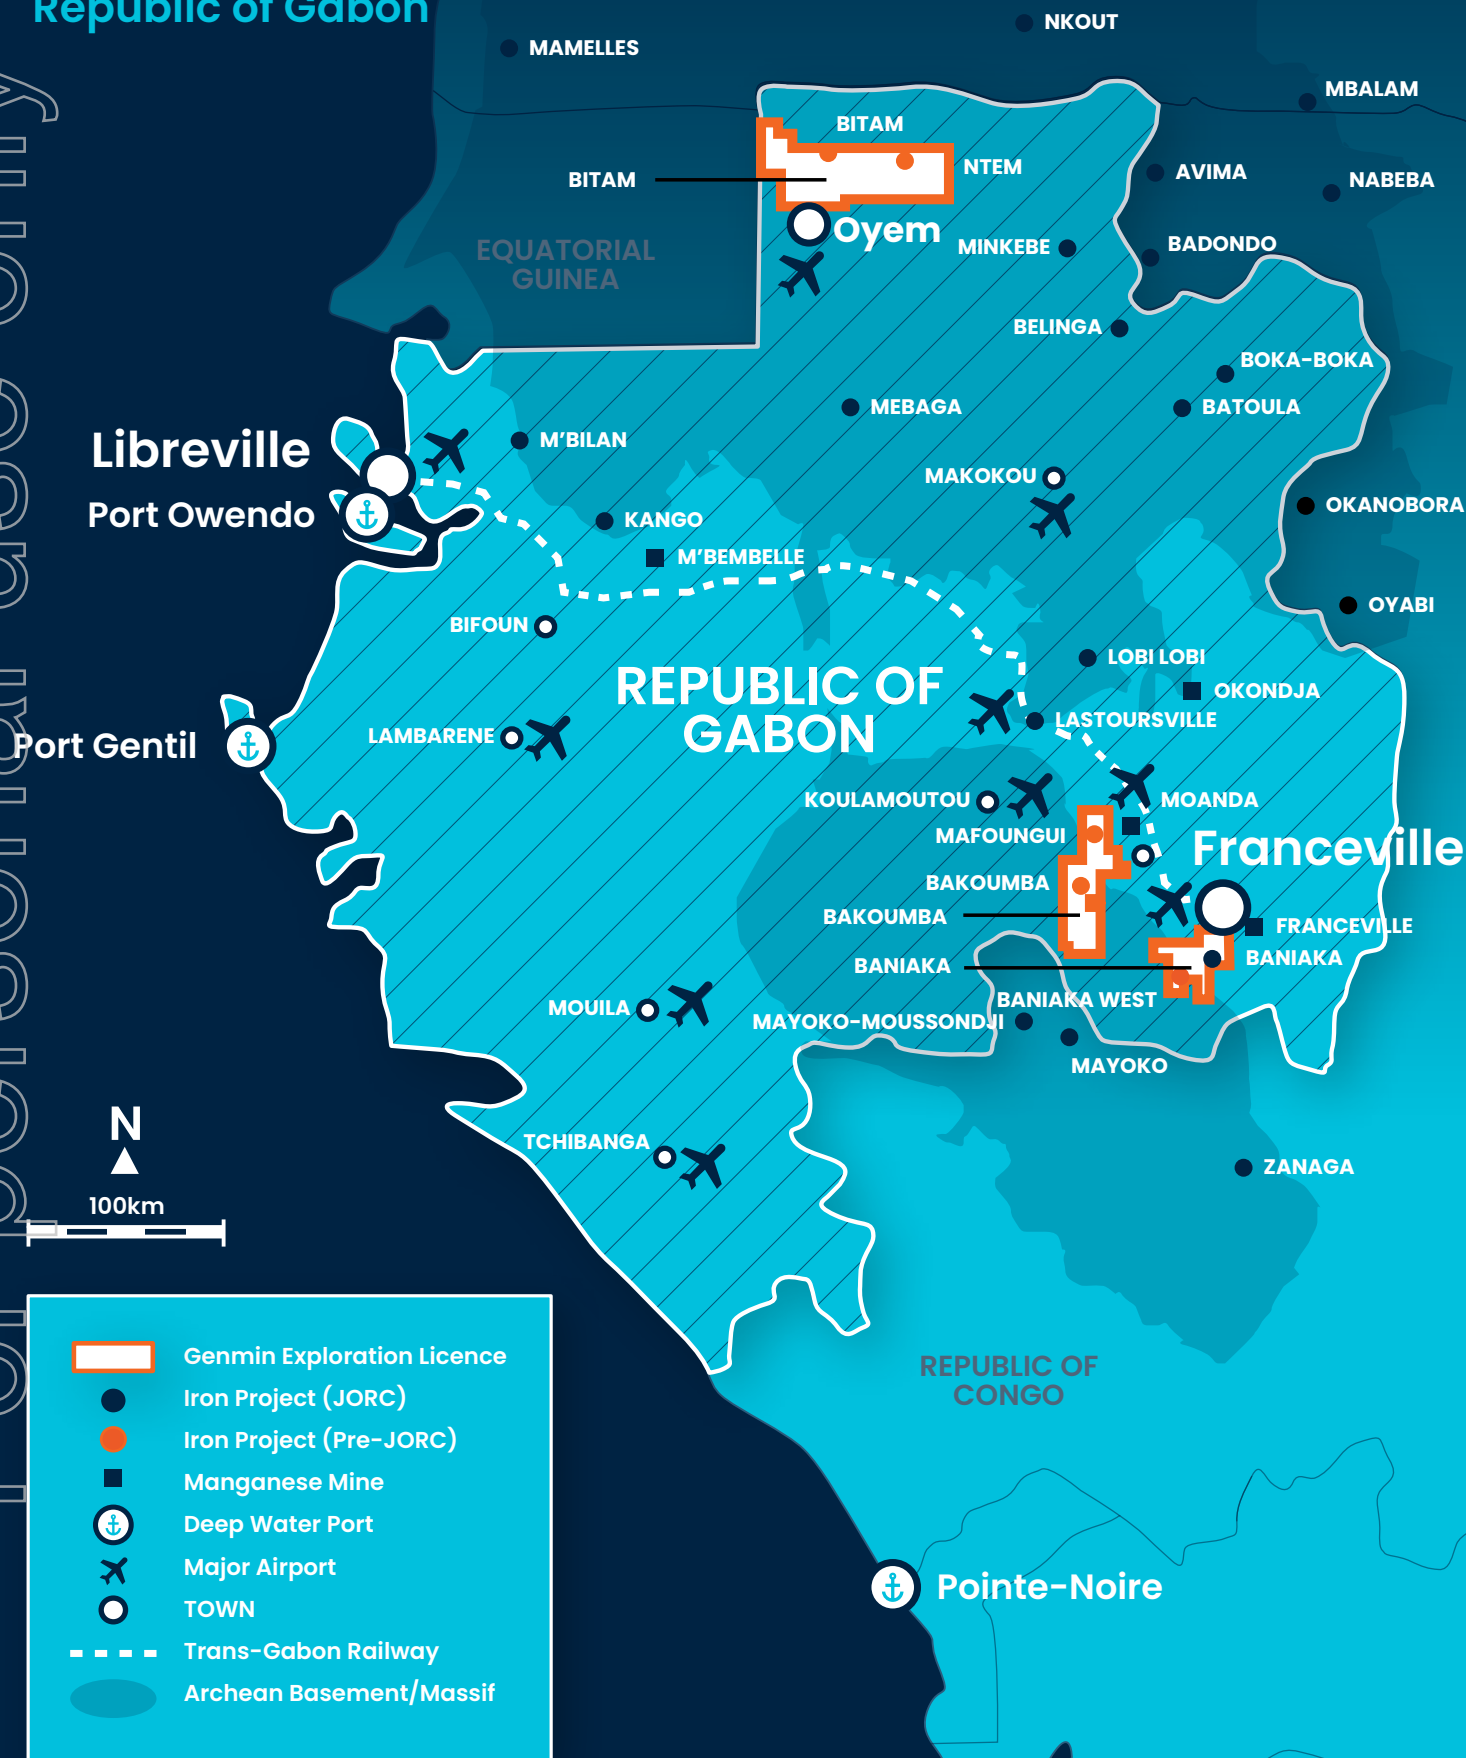 Republic of Gabon
For personal use only
NKOUT
MAMELLES
MBALAM
BITAM
NTEM
AVIMA
BITAM
NABEBA
Oyem
EQUATORIAL
GUINEA
MINKEBE
BADONDO
BELINGA
BOKA-BOKA
MEBAGA
BATOULA
Libreville
M'BILAN
MAKOKOU
Port Owendo
KANGO
OKANOBORA
M'BEMBELLE
BIFOUN
OYABI
LOBI LOBI
REPUBLIC OF
GABON
OKONDJA
LASTOURSVILLE
LAMBARENE
Port Gentil
KOULAMOUTOU
MOANDA
MAFOUNGUI
Franceville
BAKOUMBA
BAKOUMBA
FRANCEVILLE
BANIAKA
BANIAKA
BANIAKA WEST
MOUILA
MAYOKO-MOUSSONDJI
MAYOKO
N
TCHIBANGA
ZANAGA
100km
REPUBLIC OF
CONGO
Genmin Exploration Licence
Iron Project (JORC)
Iron Project (Pre-JORC)
Manganese Mine
Deep Water Port
Major Airport
TOWN
Trans-Gabon Railway
Archean Basement/Massif
Pointe-Noire